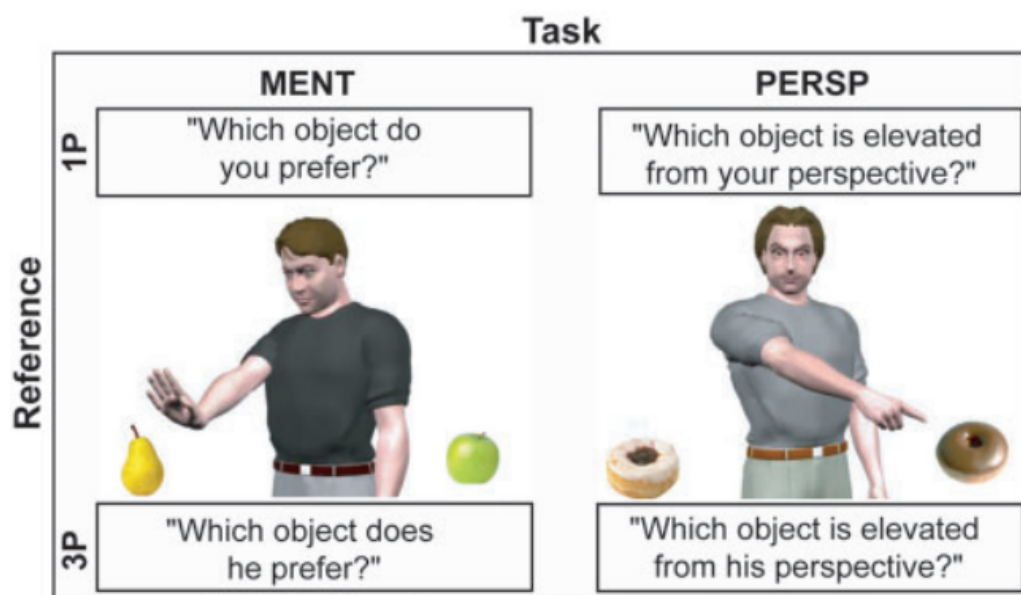 Task
MENT
PERSP
1P
"Which object do
you prefer?"
"Which object is elevated
from your perspective?"
Reference
3P
"Which object does
he prefer?"
"Which object is elevated
from his perspective?"